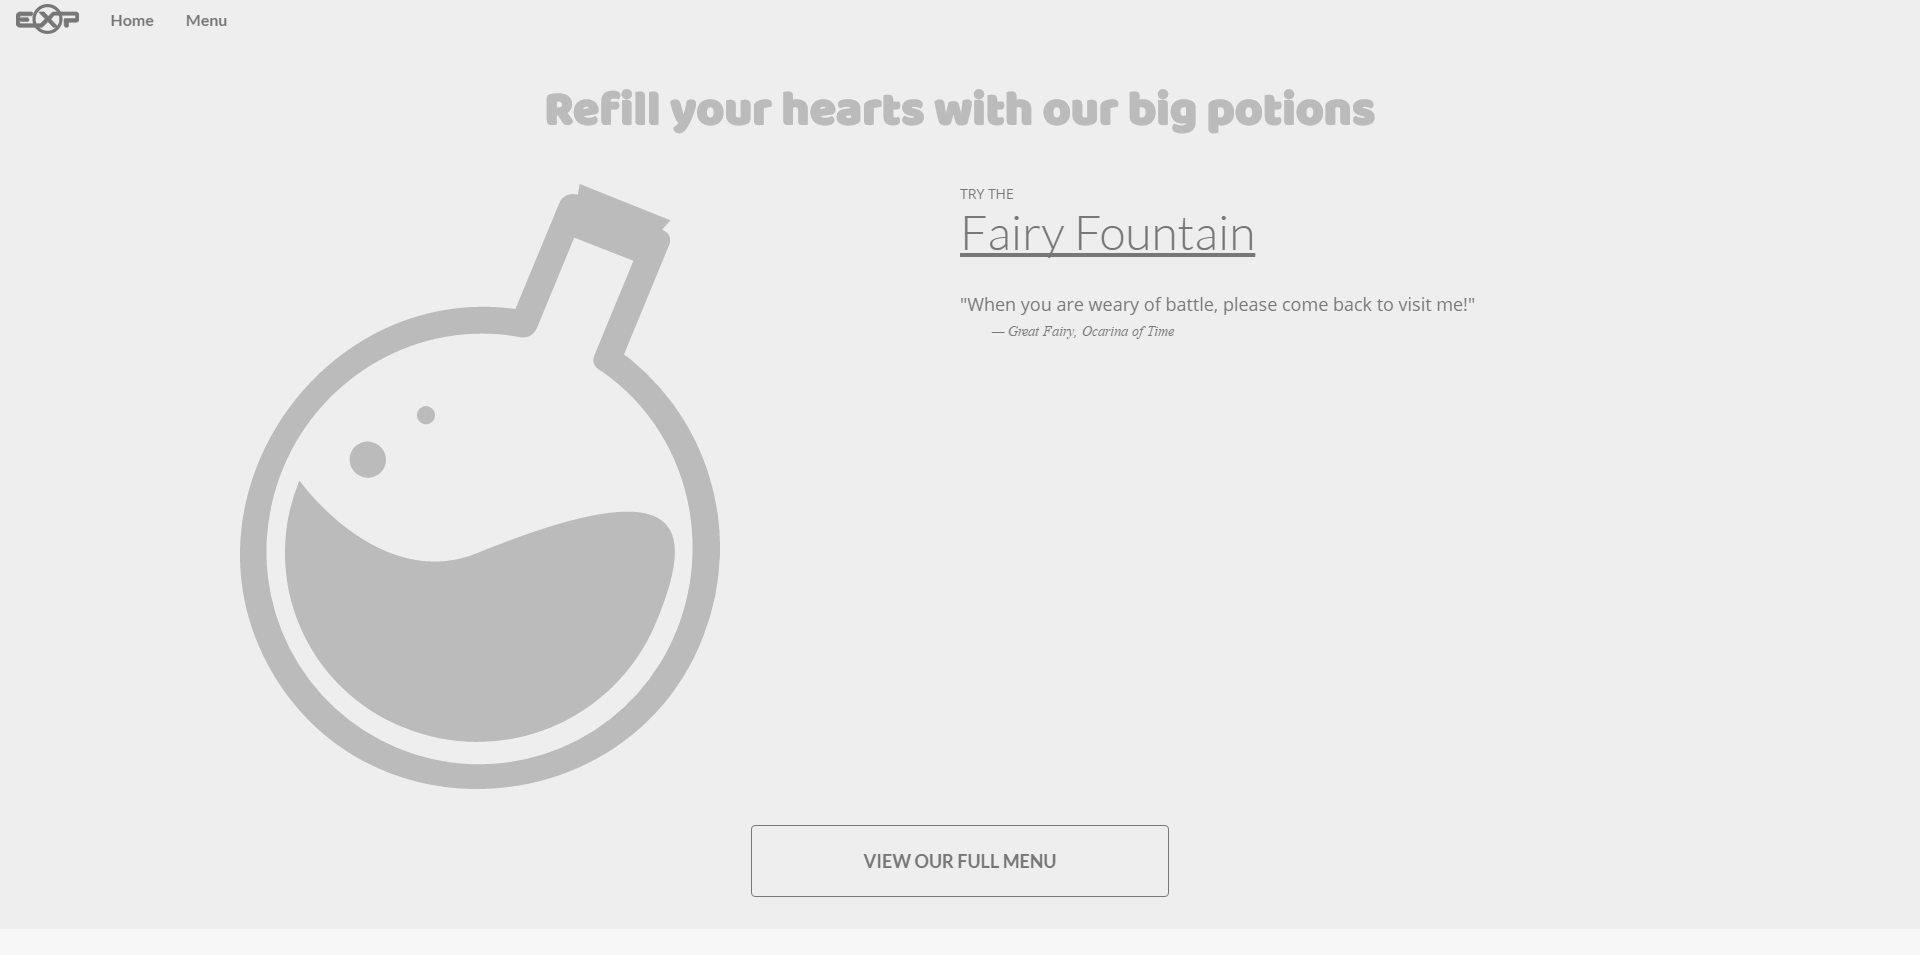 EXP Home Menu
Refill your hearts with our big potions
TRY THE
Fairy Fountain
"When you are weary of battle, please come back to visit me!"
— Great Fairy, Ocarina of Time
VIEW OUR FULL MENU